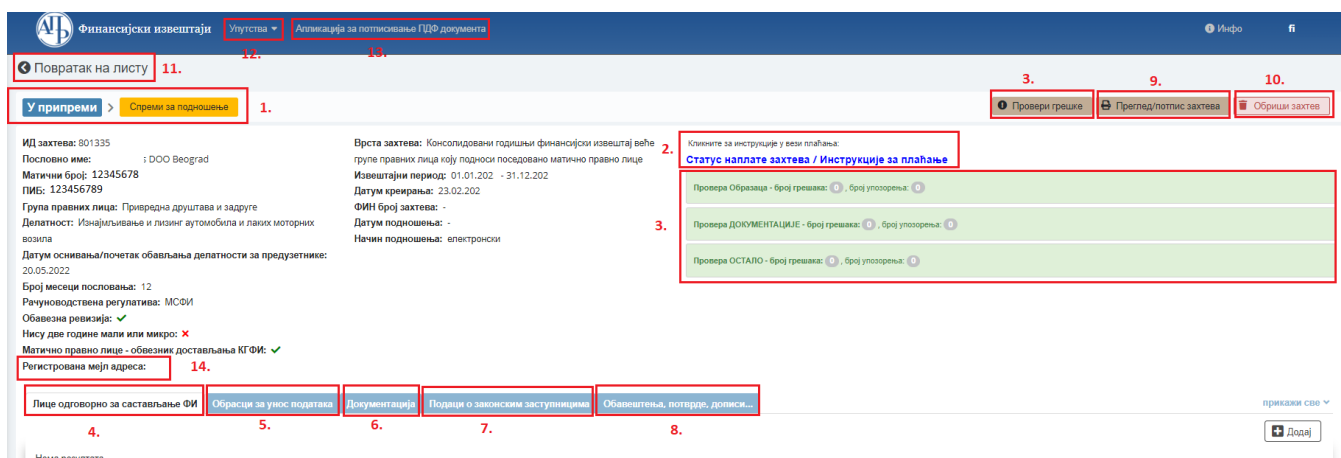 АПР Финансијски извештаји Упутства Апликација за потписивање ПДФ документа Инфо fi
12. 13.
Повратак на листу 11.
3. 9. 10.
У припреми > Спреми за подношење 1. Провери грешке Преглед/потпис захтева Обриши захтев
ИД захтева: 801335
Пословно име: ; DOO Beograd
Матични број: 12345678
ПИБ: 123456789
Група правних лица: Привредна друштава и задруге
Делатност: Изнајмљивање и лизинг аутомобила и лаких моторних
возила
Датум оснивања/почетак обављања делатности за предузетнике:
20.05.2022
Број месеци пословања: 12
Рачуноводствена регулатива: МСФИ
Обавезна ревизија:
Нису две године мали или микро:
Матично правно лице - обвезник достављања КГФИ:
Регистрована мејл адреса: 14.
Врста захтева: Консолидовани годишњи финансијски извештај веће
групе правних лица коју подноси поседовано матично правно лице
Извештајни период: 01.01.202 - 31.12.202
Датум креирања: 23.02.202
ФИН број захтева: -
Датум подношења: -
Начин подношења: електронски
2. Кликните за инструкције у вези плаћања:
Статус наплате захтева / Инструкције за плаћање
Провера Образаца - број грешака: 0 , број упозорења: 0
3. Провера ДОКУМЕНТАЦИЈЕ - број грешака: 0 , број упозорења: 0
Провера ОСТАЛО - број грешака: 0 , број упозорења: 0
Лице одговорно за састављање ФИ Обрасци за унос података Документација Подаци о законским заступницима Обавештења, потврде, дописи... прикажи све
4. 5. 6. 7. 8.
Додај